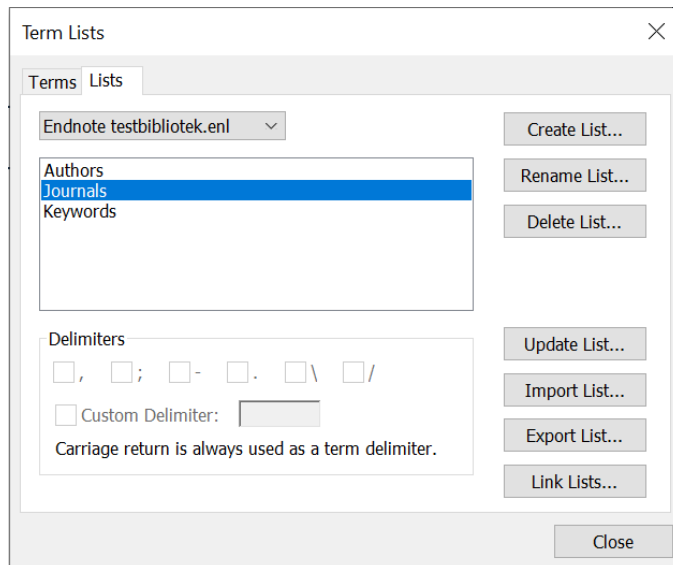 Term Lists
Terms
Lists
Endnote testbibliotek.enl
Create List...
Authors
Journals
Keywords
Rename List...
Delete List...
Delimiters
, ; - . \ /
Custom Delimiter:
Carriage return is always used as a term delimiter.
Update List...
Import List...
Export List...
Link Lists...
Close